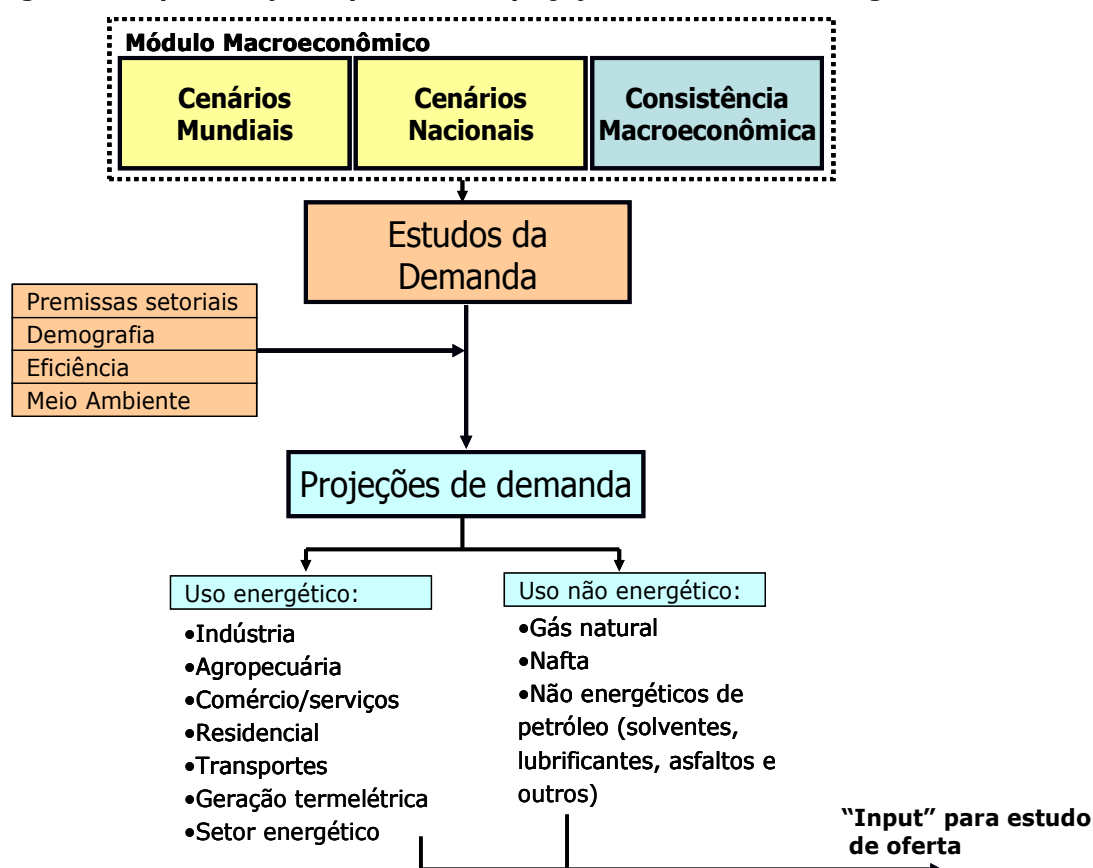 Módulo Macroeconômico
Cenários
Mundiais
Cenários
Nacionais
Consistência
Macroeconômica
Estudos da
Demanda
Premissas setoriais
Demografia
Eficiência
Meio Ambiente
Projeções de demanda
Uso energético:
•Indústria
•Agropecuária
•Comércio/serviços
•Residencial
•Transportes
•Geração termelétrica
•Setor energético
Uso não energético:
•Gás natural
•Nafta
•Não energéticos de
petróleo (solventes,
lubrificantes, asfaltos e
outros)
“Input” para estudo
de oferta